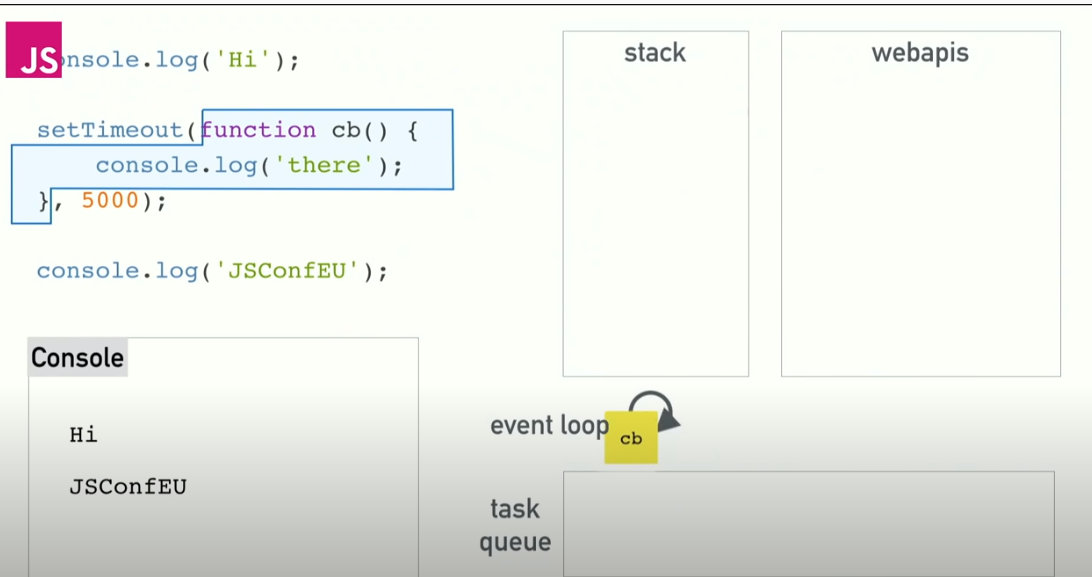 JS
onsole.log('Hi');
setTimeout(function cb() {
console.log('there');
}, 5000);
console.log('JSConfEU');
Console
Hi
JSConfEU
stack
webapis
event loop
cb
task
queue